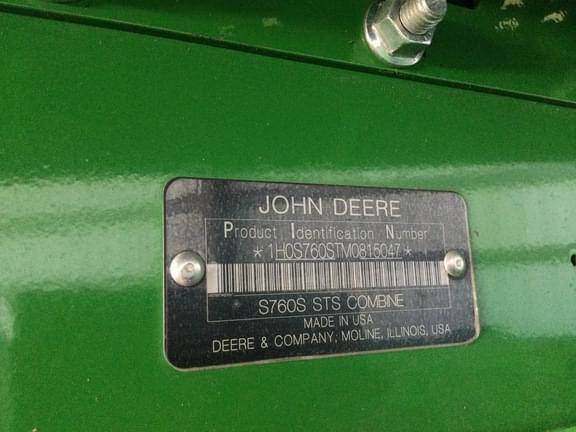 JOHN DEERE
Product Identification Number
*1H0S760STM0815047*
S760S STS COMBINE
MADE IN USA
DEERE & COMPANY, MOLINE, ILLINOIS, USA